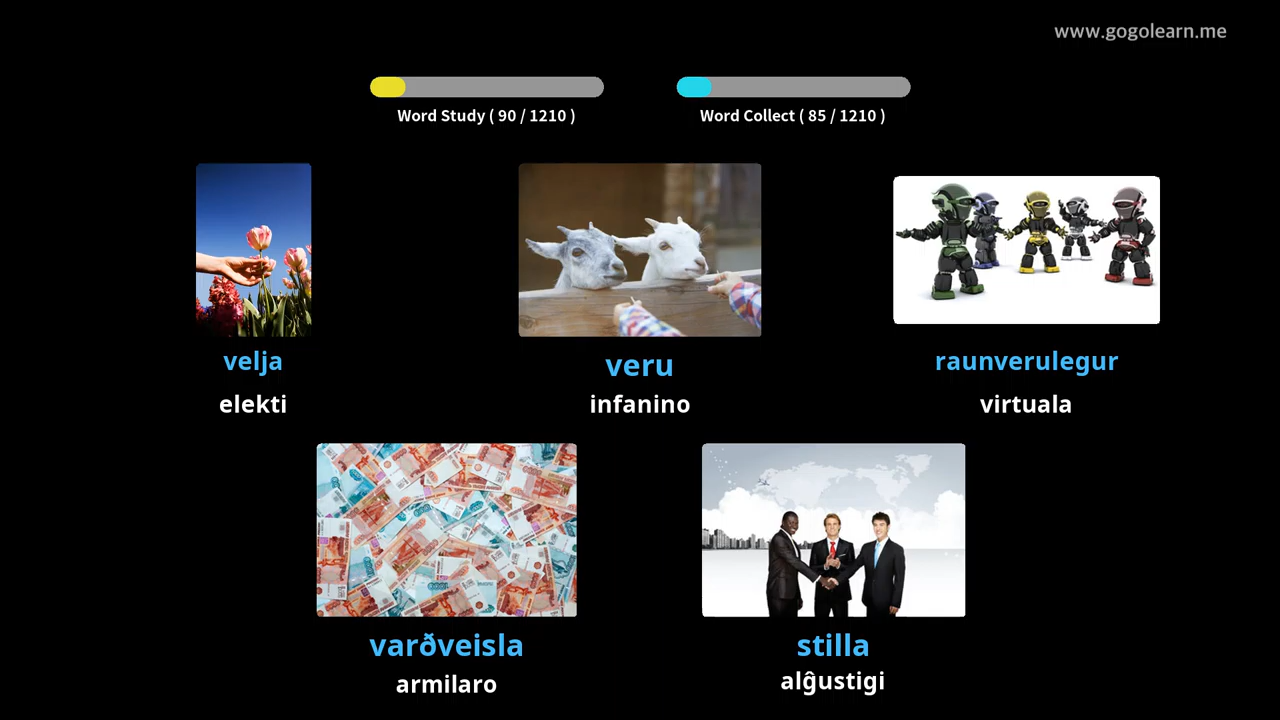 www.gogolearn.me
Word Study ( 90 / 1210 )
Word Collect ( 85 / 1210 )
velja
elekti
veru
infanino
raunverulegur
virtuala
varðveisla
armilaro
stilla
alĝustigi